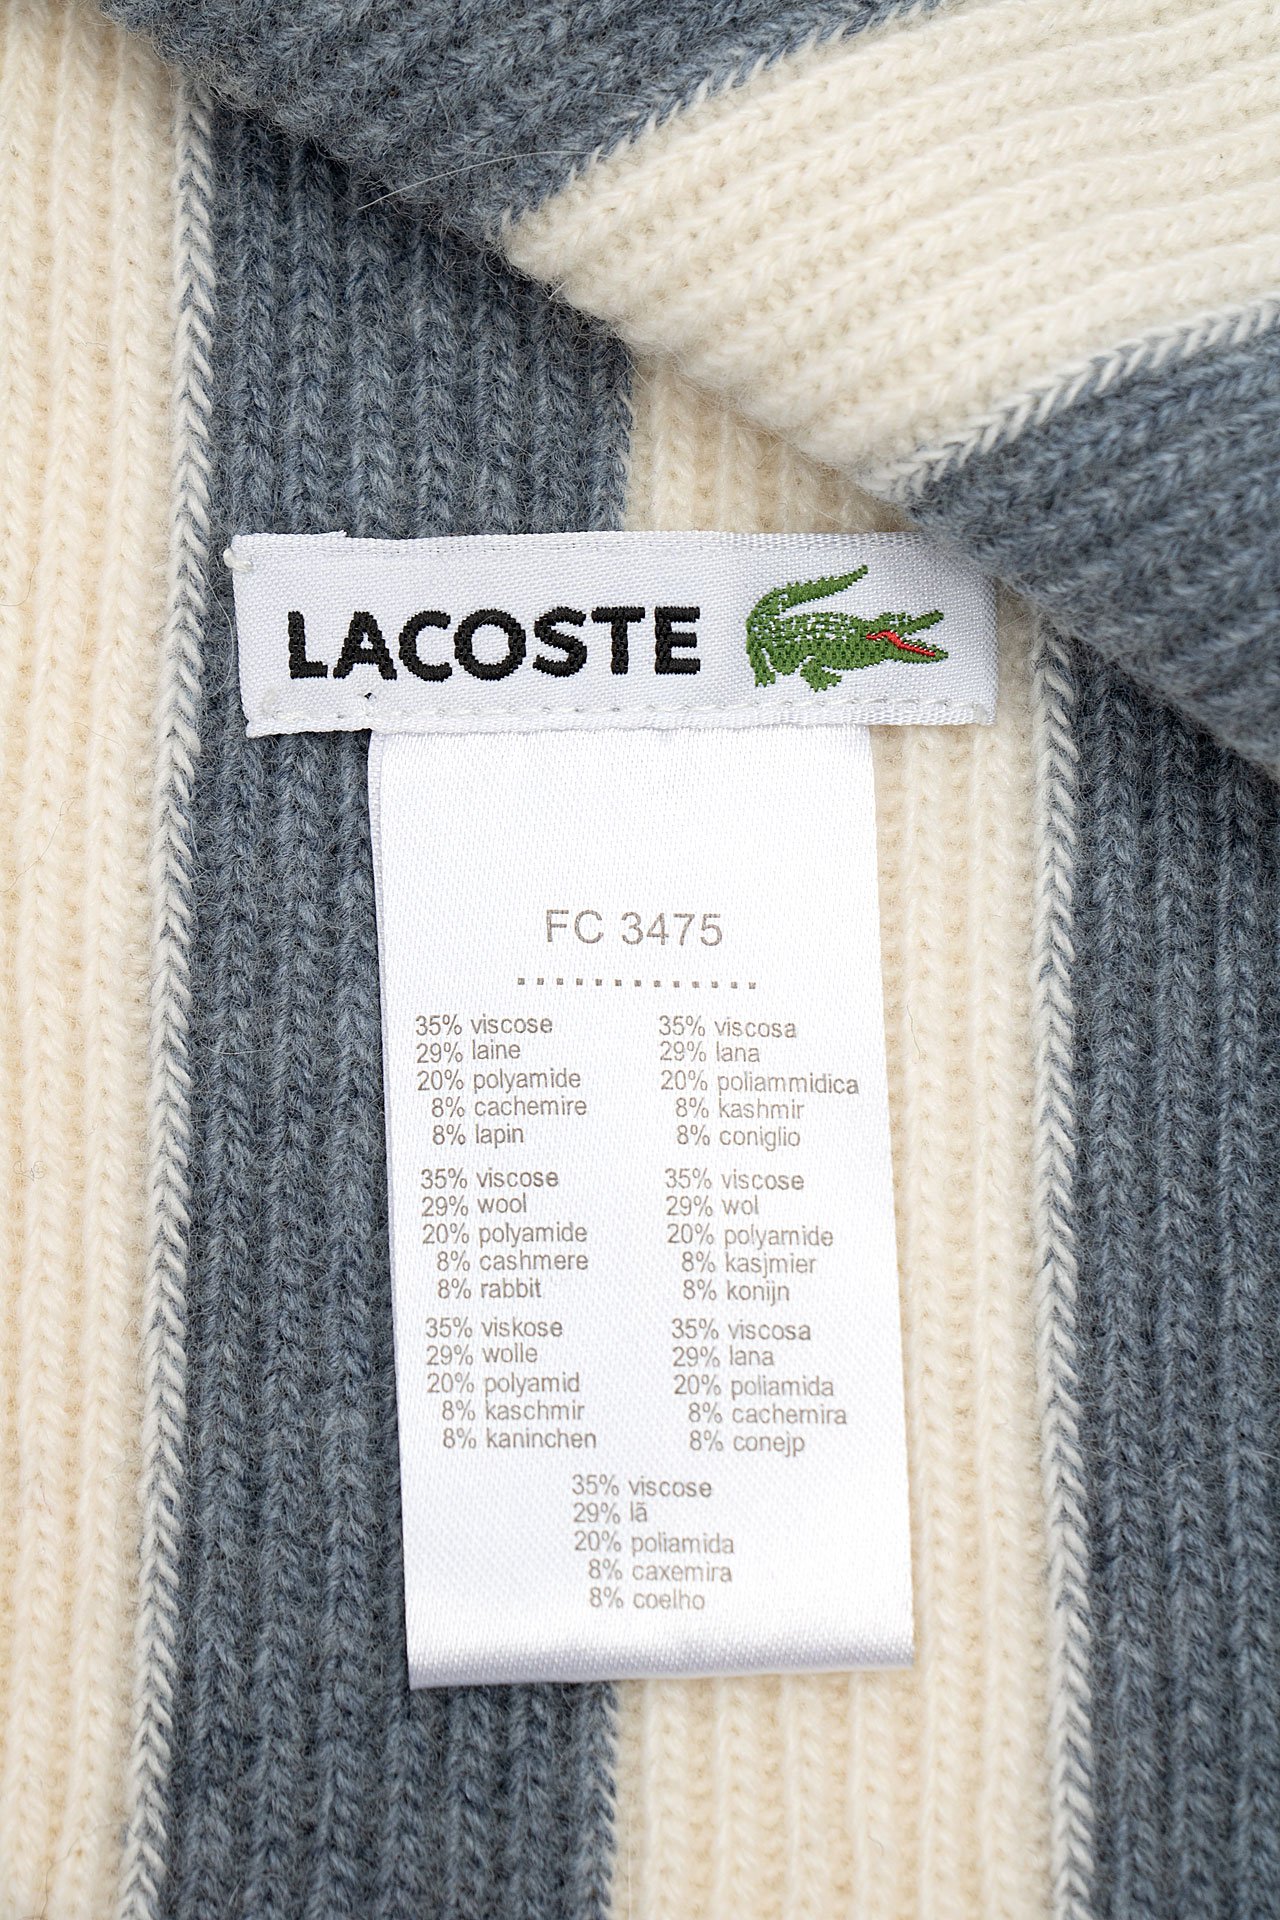 LACOSTE
FC 3475
35% viscose
29% laine
20% polyamide
8% cachemire
8% lapin
35% viscosa
29% lana
20% poliammidica
8% kashmir
8% coniglio
35% viscose
29% wool
20% polyamide
8% cashmere
8% rabbit
35% viscose
29% wol
20% polyamide
8% kasjmier
8% konijn
35% viskose
29% wolle
20% polyamid
8% kaschmir
8% kaninchen
35% viscosa
29% lana
20% poliamida
8% cachemira
8% conejp
35% viscose
29% lã
20% poliamida
8% caxemira
8% coelho